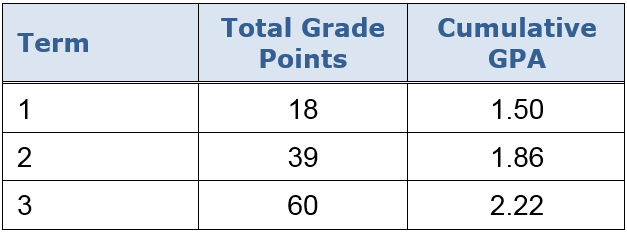 Term Total Grade Points Cumulative GPA
1 18 1.50
2 39 1.86
3 60 2.22